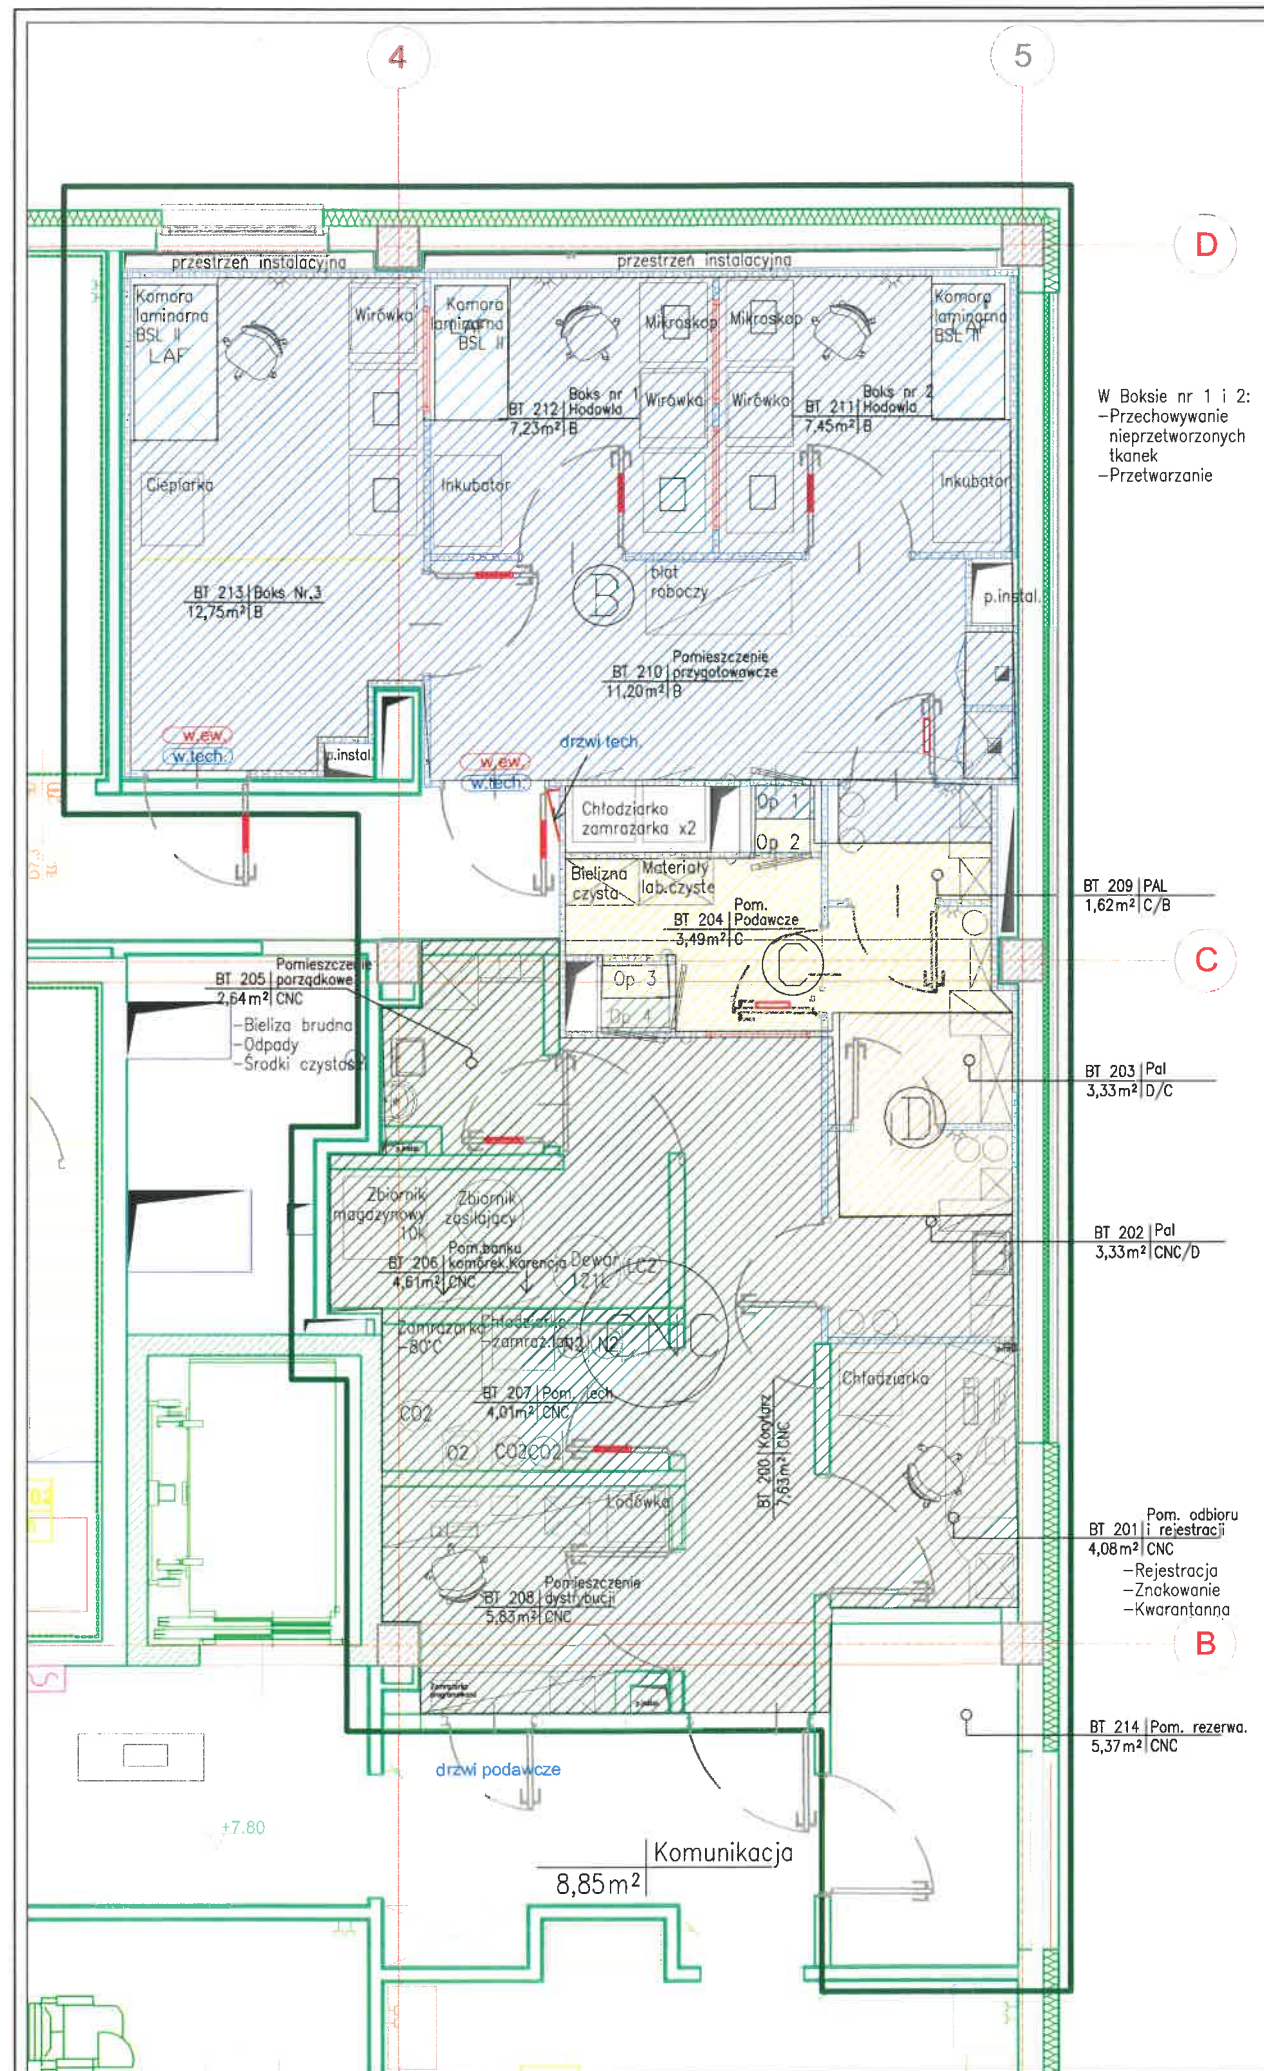 4
5
D
przestrzeń instalacyjna
przestrzeń instalacyjna
Komora
laminarna
BSL II
LAF
Wirówka
Komora
laminarna
BSL II
Mikroskop
Mikroskop
Komora
laminarna
BSL II
Boks nr 1
BT 212 Hodowla
7,23m² B
Wirówka
Wirówka
Boks nr 2
BT 211 Hodowla
7,45m² B
W Boksie nr 1 i 2:
-Przechowywanie
nieprzetworzonych
tkanek
-Przetwarzanie
Cieplarka
Inkubator
Inkubator
BT 213 Boks Nr.3
12,75m² B
B
blat
roboczy
p.instal.
Pomieszczenie
BT 210 przygotowawcze
11,20m² B
w.ew.
w.tech.
p.instal.
w.ew.
w.tech.
drzwi tech.
Chłodziarko
zamrażarka x2
Op 1
Op 2
Bielizna
czysta
Materiały
lab.czyste
Pom.
BT 204 Podawcze
3,49m² C
BT 209 PAL
1,62m² C/B
C
C
Pomieszczenie
BT 205 porządkowe
2,64m² CNC
-Bieliza brudna
-Odpady
-Środki czystości
Op 3
Op 4
BT 203 Pal
3,33m² D/C
D
Zbiornik
magazynowy
10k
Zbiornik
zasilający
BT 202 Pal
3,33m² CNC/D
Pom.banku
BT 206 komórek.Karencja
4,61m² CNC
Dewar
121L
LC2
CNC
Zamrażarka
-80°C
Chłodziarko
-zamraż.
N2
N2
BT 207 Pom. tech
4,01m² CNC
CO2
O2
CO2
CO2
Chłodziarka
BT 200 Korytarz
7,63m² CNC
Lodówka
Pomieszczenie
BT 208 dystrybucji
5,83m² CNC
Pom. odbioru
BT 201 i rejestracji
4,08m² CNC
-Rejestracja
-Znakowanie
-Kwarantanna
B
BT 214 Pom. rezerwa.
5,37m² CNC
drzwi podawcze
+7.80
Komunikacja
8,85m²